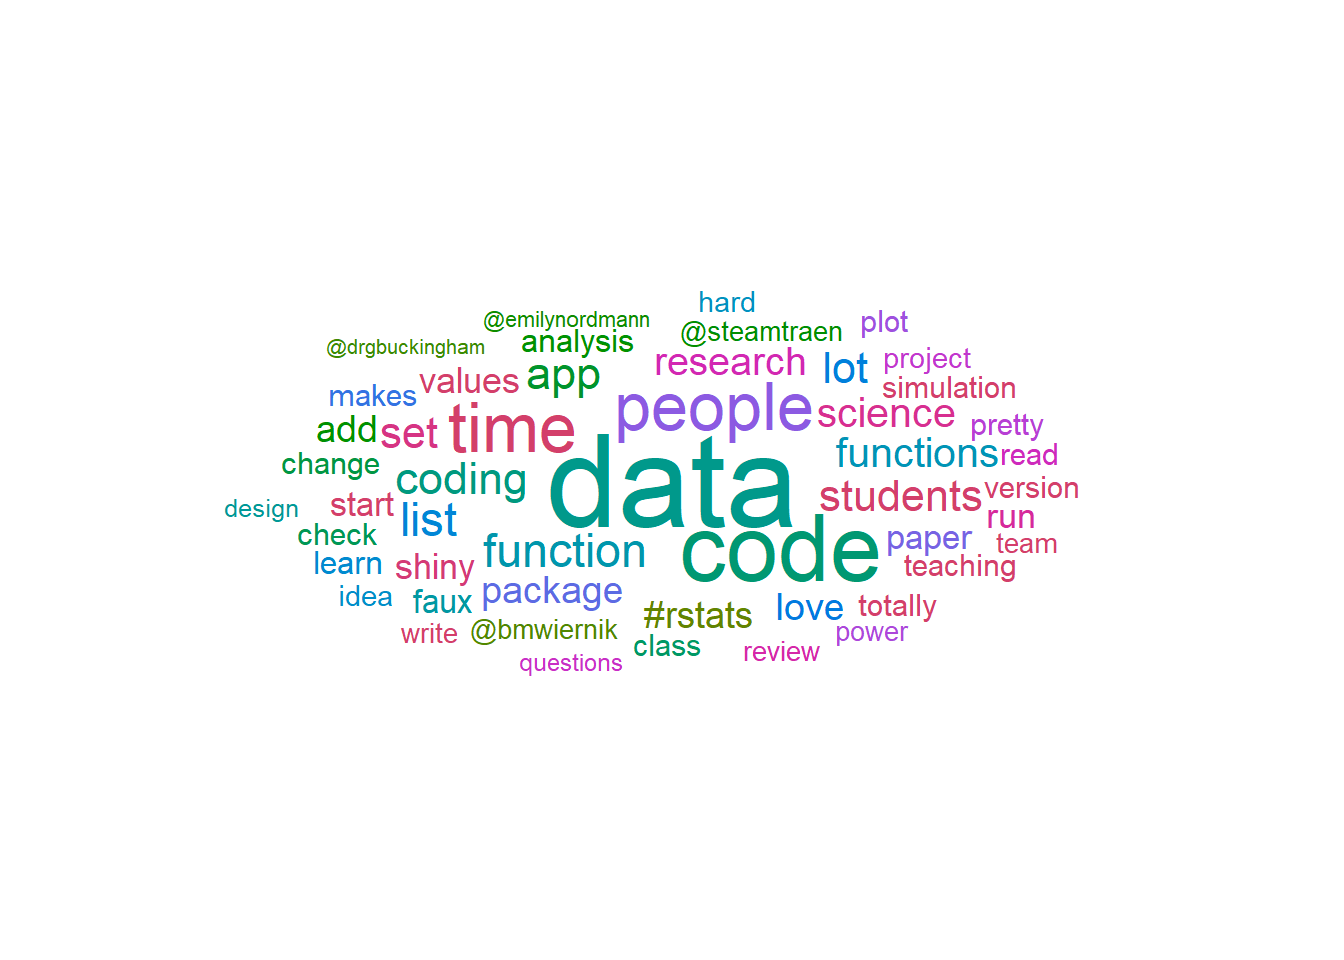 hard
@emilynordmann
@steamtraen
plot
@drgbuckingham
analysis
research
lot
project
makes
values
app
simulation
add
set
time
people
science
pretty
change
coding
data
functions
read
design
start
list
students
version
check
function
code
paper
run
learn
shiny
package
teaching
team
idea
faux
#rstats
love
totally
write
@bmwiernik
class
power
questions
review